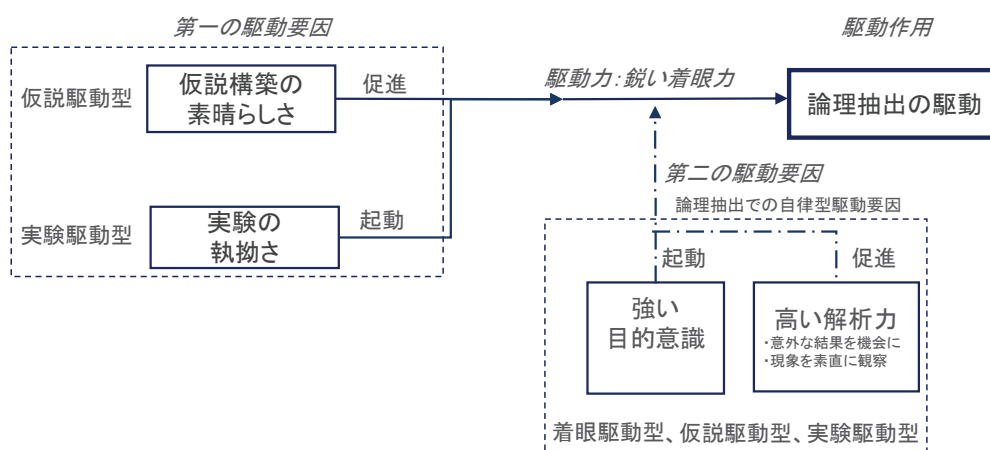 第一の駆動要因
駆動作用
仮説駆動型
仮説構築の
素晴らしさ
促進
駆動力：鋭い着眼力
論理抽出の駆動
実験駆動型
実験の
執拗さ
起動
第二の駆動要因
論理抽出での自律型駆動要因
起動
促進
強い
目的意識
高い解析力
・意外な結果を機会に
・現象を素直に観察
着眼駆動型、仮説駆動型、実験駆動型